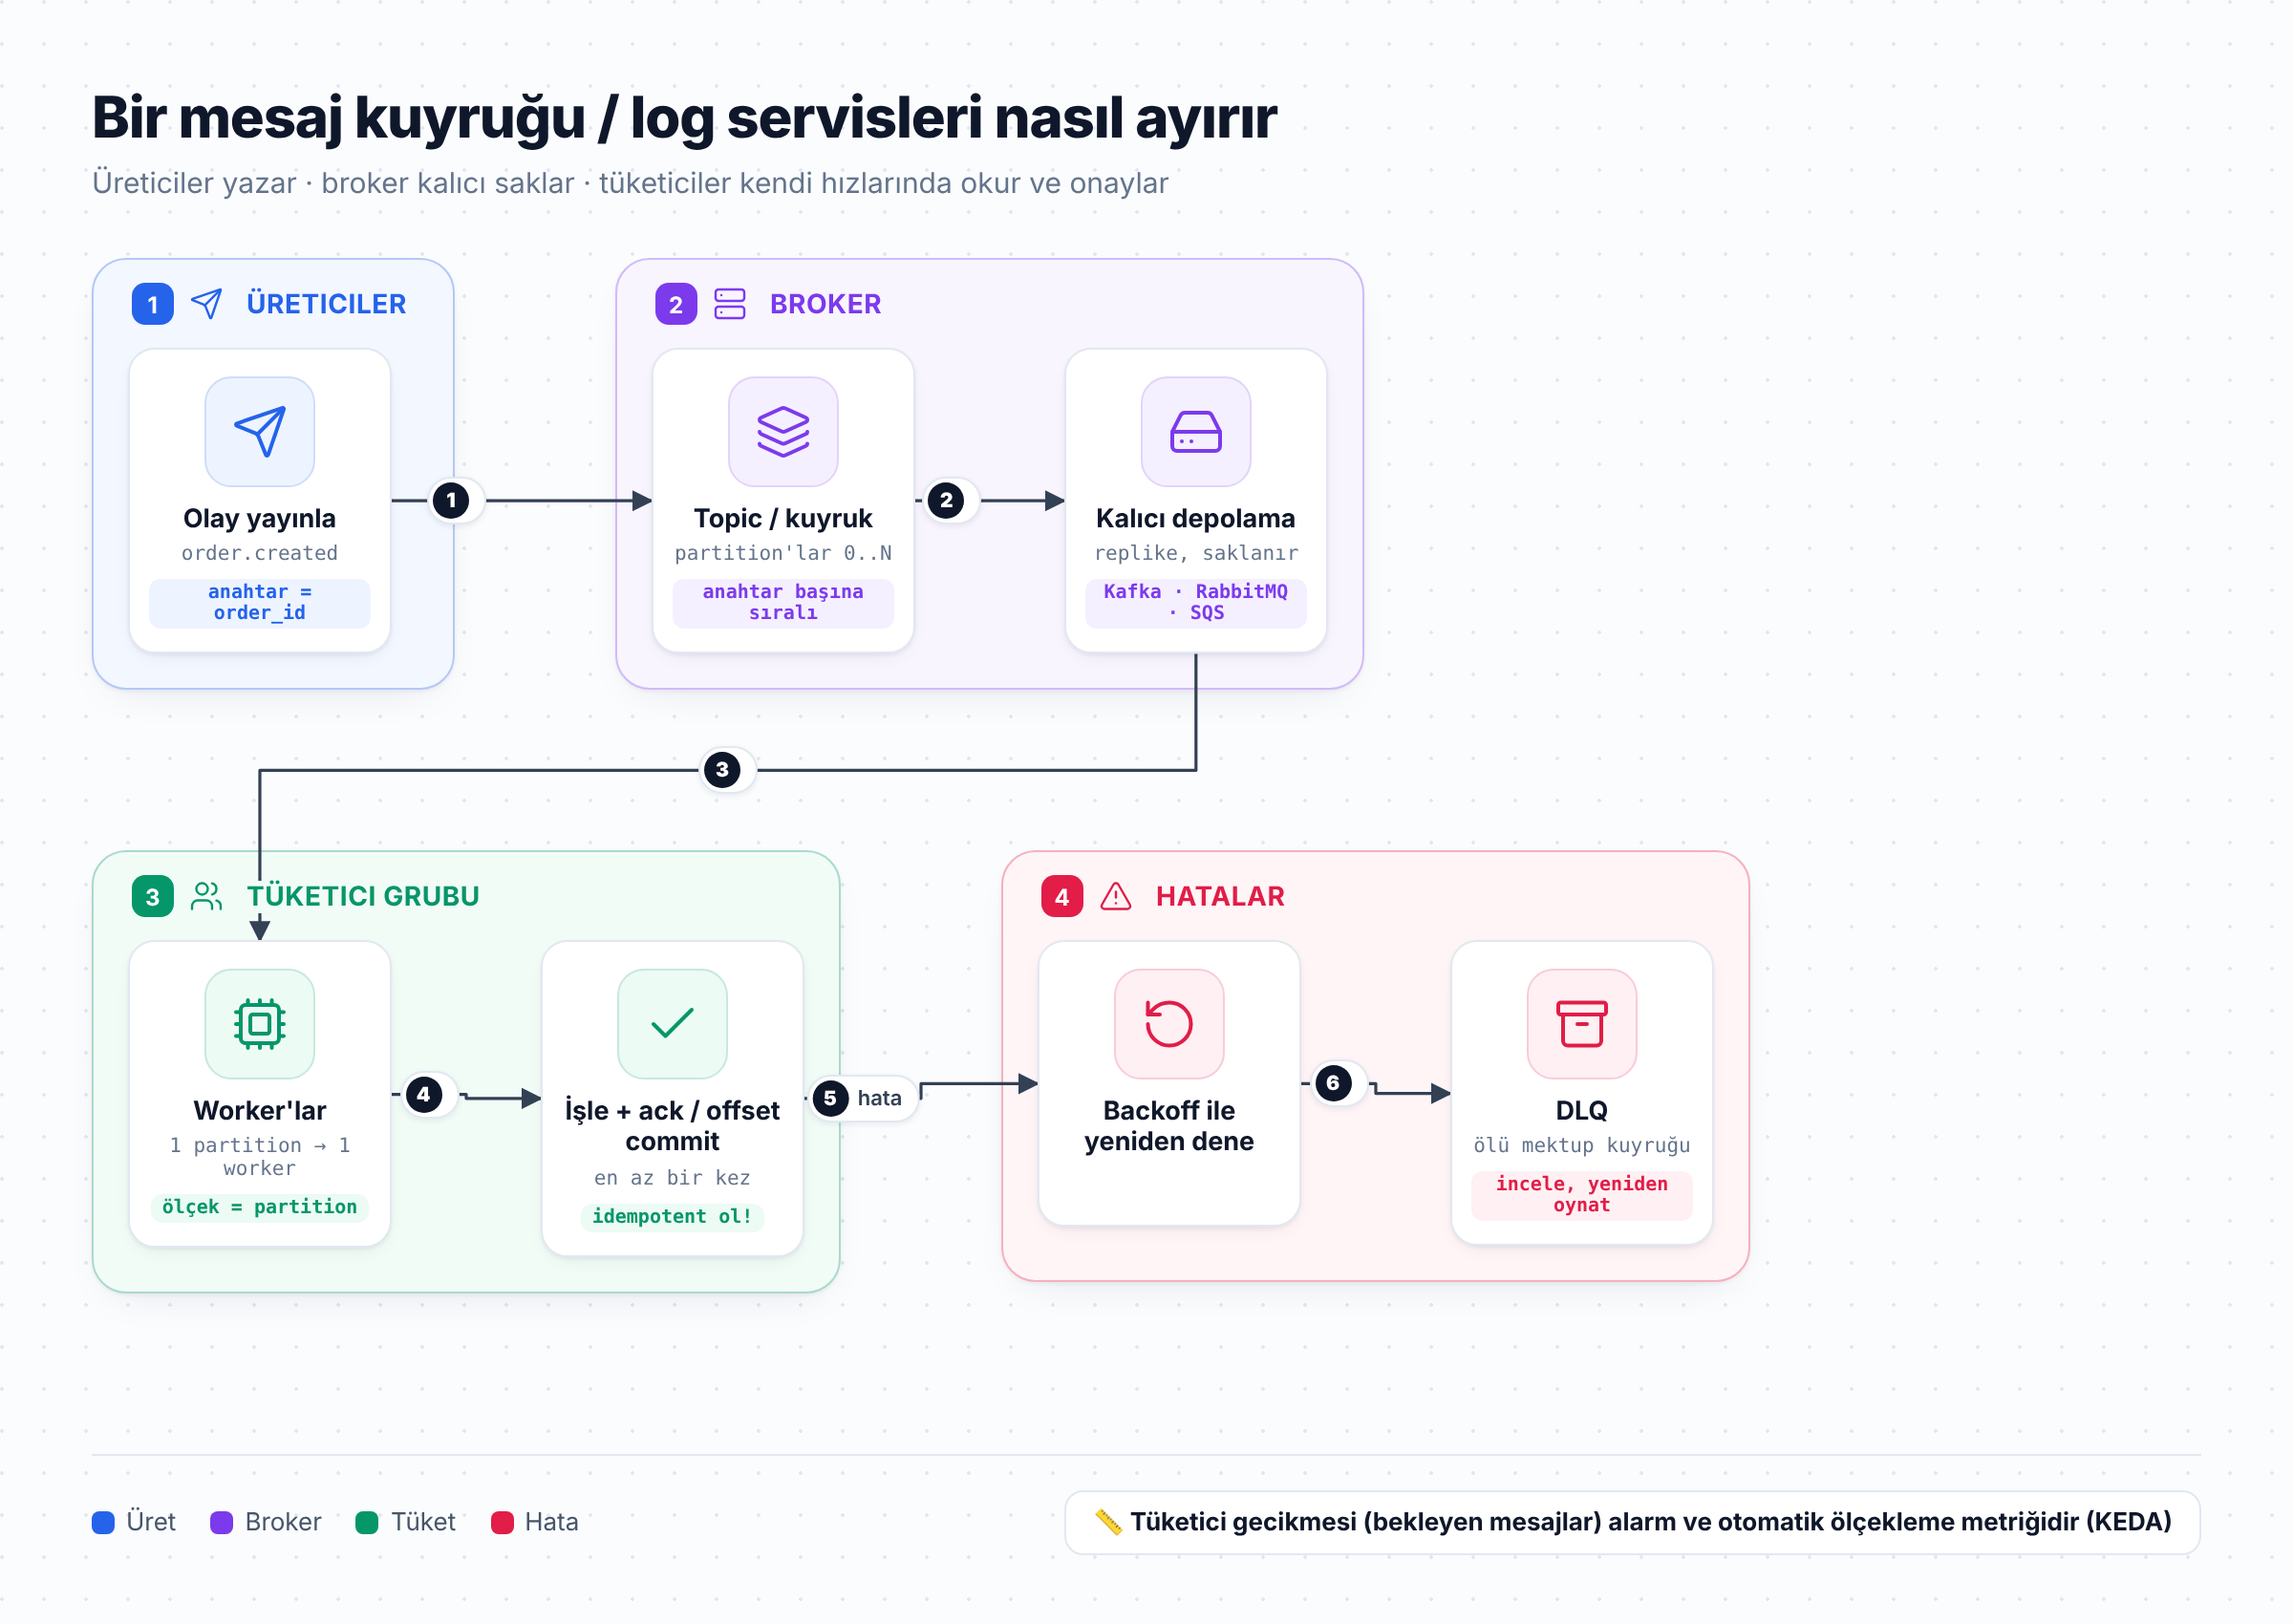 Bir mesaj kuyruğu / log servisleri nasıl ayırır
Üreticiler yazar · broker kalıcı saklar · tüketiciler kendi hızlarında okur ve onaylar
1 ÜRETICILER
Olay yayınla
order.created
anahtar =
order_id
1
2 BROKER
Topic / kuyruk
partition'lar 0..N
anahtar başına
sıralı
2
Kalıcı depolama
replike, saklanır
Kafka · RabbitMQ
· SQS
3
3 TÜKETICI GRUBU
Worker'lar
1 partition → 1
worker
ölçek = partition
4
İşle + ack / offset
commit
en az bir kez
idempotent ol!
5 hata
4 HATALAR
Backoff ile
yeniden dene
6
DLQ
ölü mektup kuyruğu
incele, yeniden
oynat
Üret
Broker
Tüket
Hata
📏 Tüketici gecikmesi (bekleyen mesajlar) alarm ve otomatik ölçekleme metriğidir (KEDA)